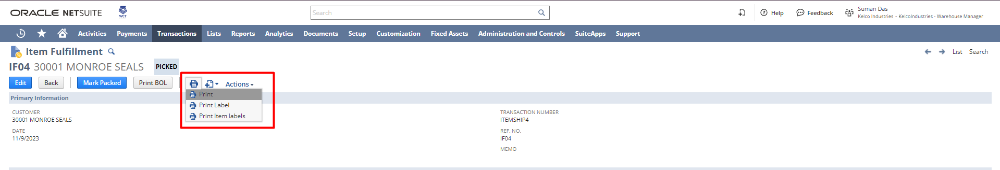 ORACLE NETSUITE
WCT
Search
Help
Feedback
Suman Das
Kelco Industries - KelcoIndustries - Warehouse Manager
Activities Payments Transactions Lists Reports Analytics Documents Setup Customization Fixed Assets Administration and Controls SuiteApps Support
Item Fulfillment
List Search
IF04 30001 MONROE SEALS PICKED
Edit Back Mark Packed Print BOL Actions
Print
Print Label
Print Item labels
Primary Information
CUSTOMER
30001 MONROE SEALS
DATE
11/9/2023
TRANSACTION NUMBER
ITEMSHIP4
REF. NO.
IF04
MEMO